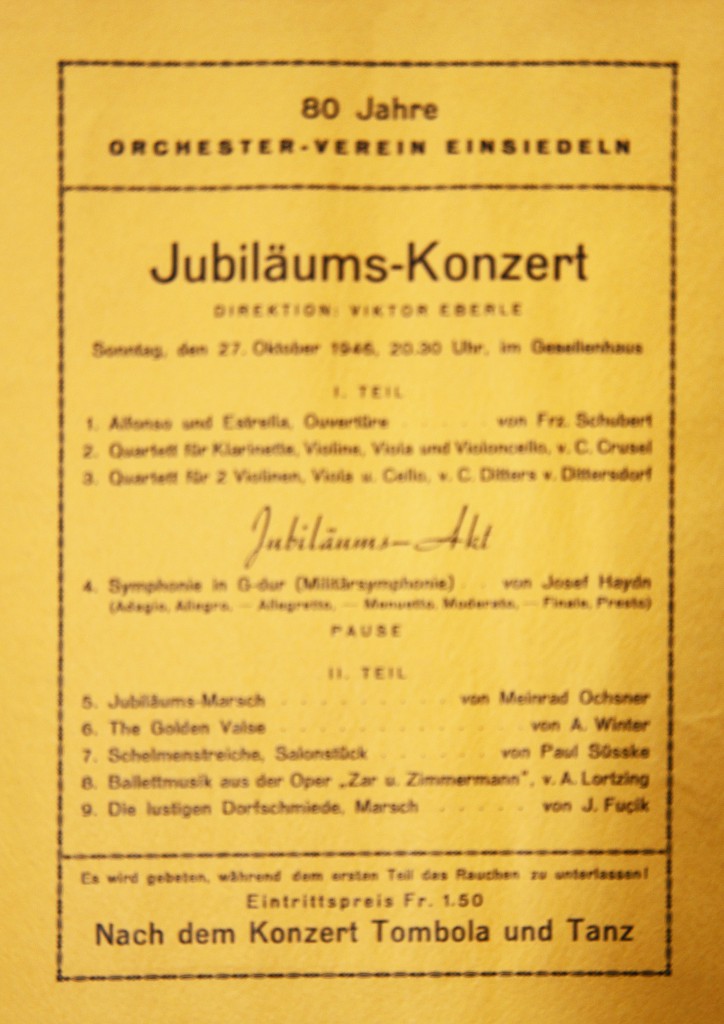 80 Jahre
ORCHESTER-VEREIN EINSIEDELN
Jubiläums-Konzert
DIREKTION: VIKTOR EBERLE
Sonntag, den 27. Oktober 1946, 20.30 Uhr, im Gesellenhaus
I. TEIL
1. Alfonso und Estrella, Ouvertüre . . . . . . von Frz. Schubert
2. Quartett für Klarinette, Violine, Viola und Violoncello, v. C. Crusel
3. Quartett für 2 Violinen, Viola u. Cello, v. C. Ditters v. Dittersdorf
Jubiläums-Akt
4. Symphonie in G-dur (Militärsymphonie) . . von Josef Haydn
(Adagio, Allegro, — Allegretto, — Menuetto, Moderato, — Finale, Presto)
PAUSE
II. TEIL
5. Jubiläums-Marsch . . . . . . . . . von Meinrad Ochsner
6. The Golden Valse . . . . . . . . . . . . von A. Winter
7. Schelmenstreiche, Salonstück . . . . . . von Paul Süsske
8. Ballettmusik aus der Oper „Zar u. Zimmermann", v. A. Lortzing
9. Die lustigen Dorfschmiede, Marsch . . . . . von J. Fucik
Es wird gebeten, während dem ersten Teil das Rauchen zu unterlassen!
Eintrittspreis Fr. 1.50
Nach dem Konzert Tombola und Tanz